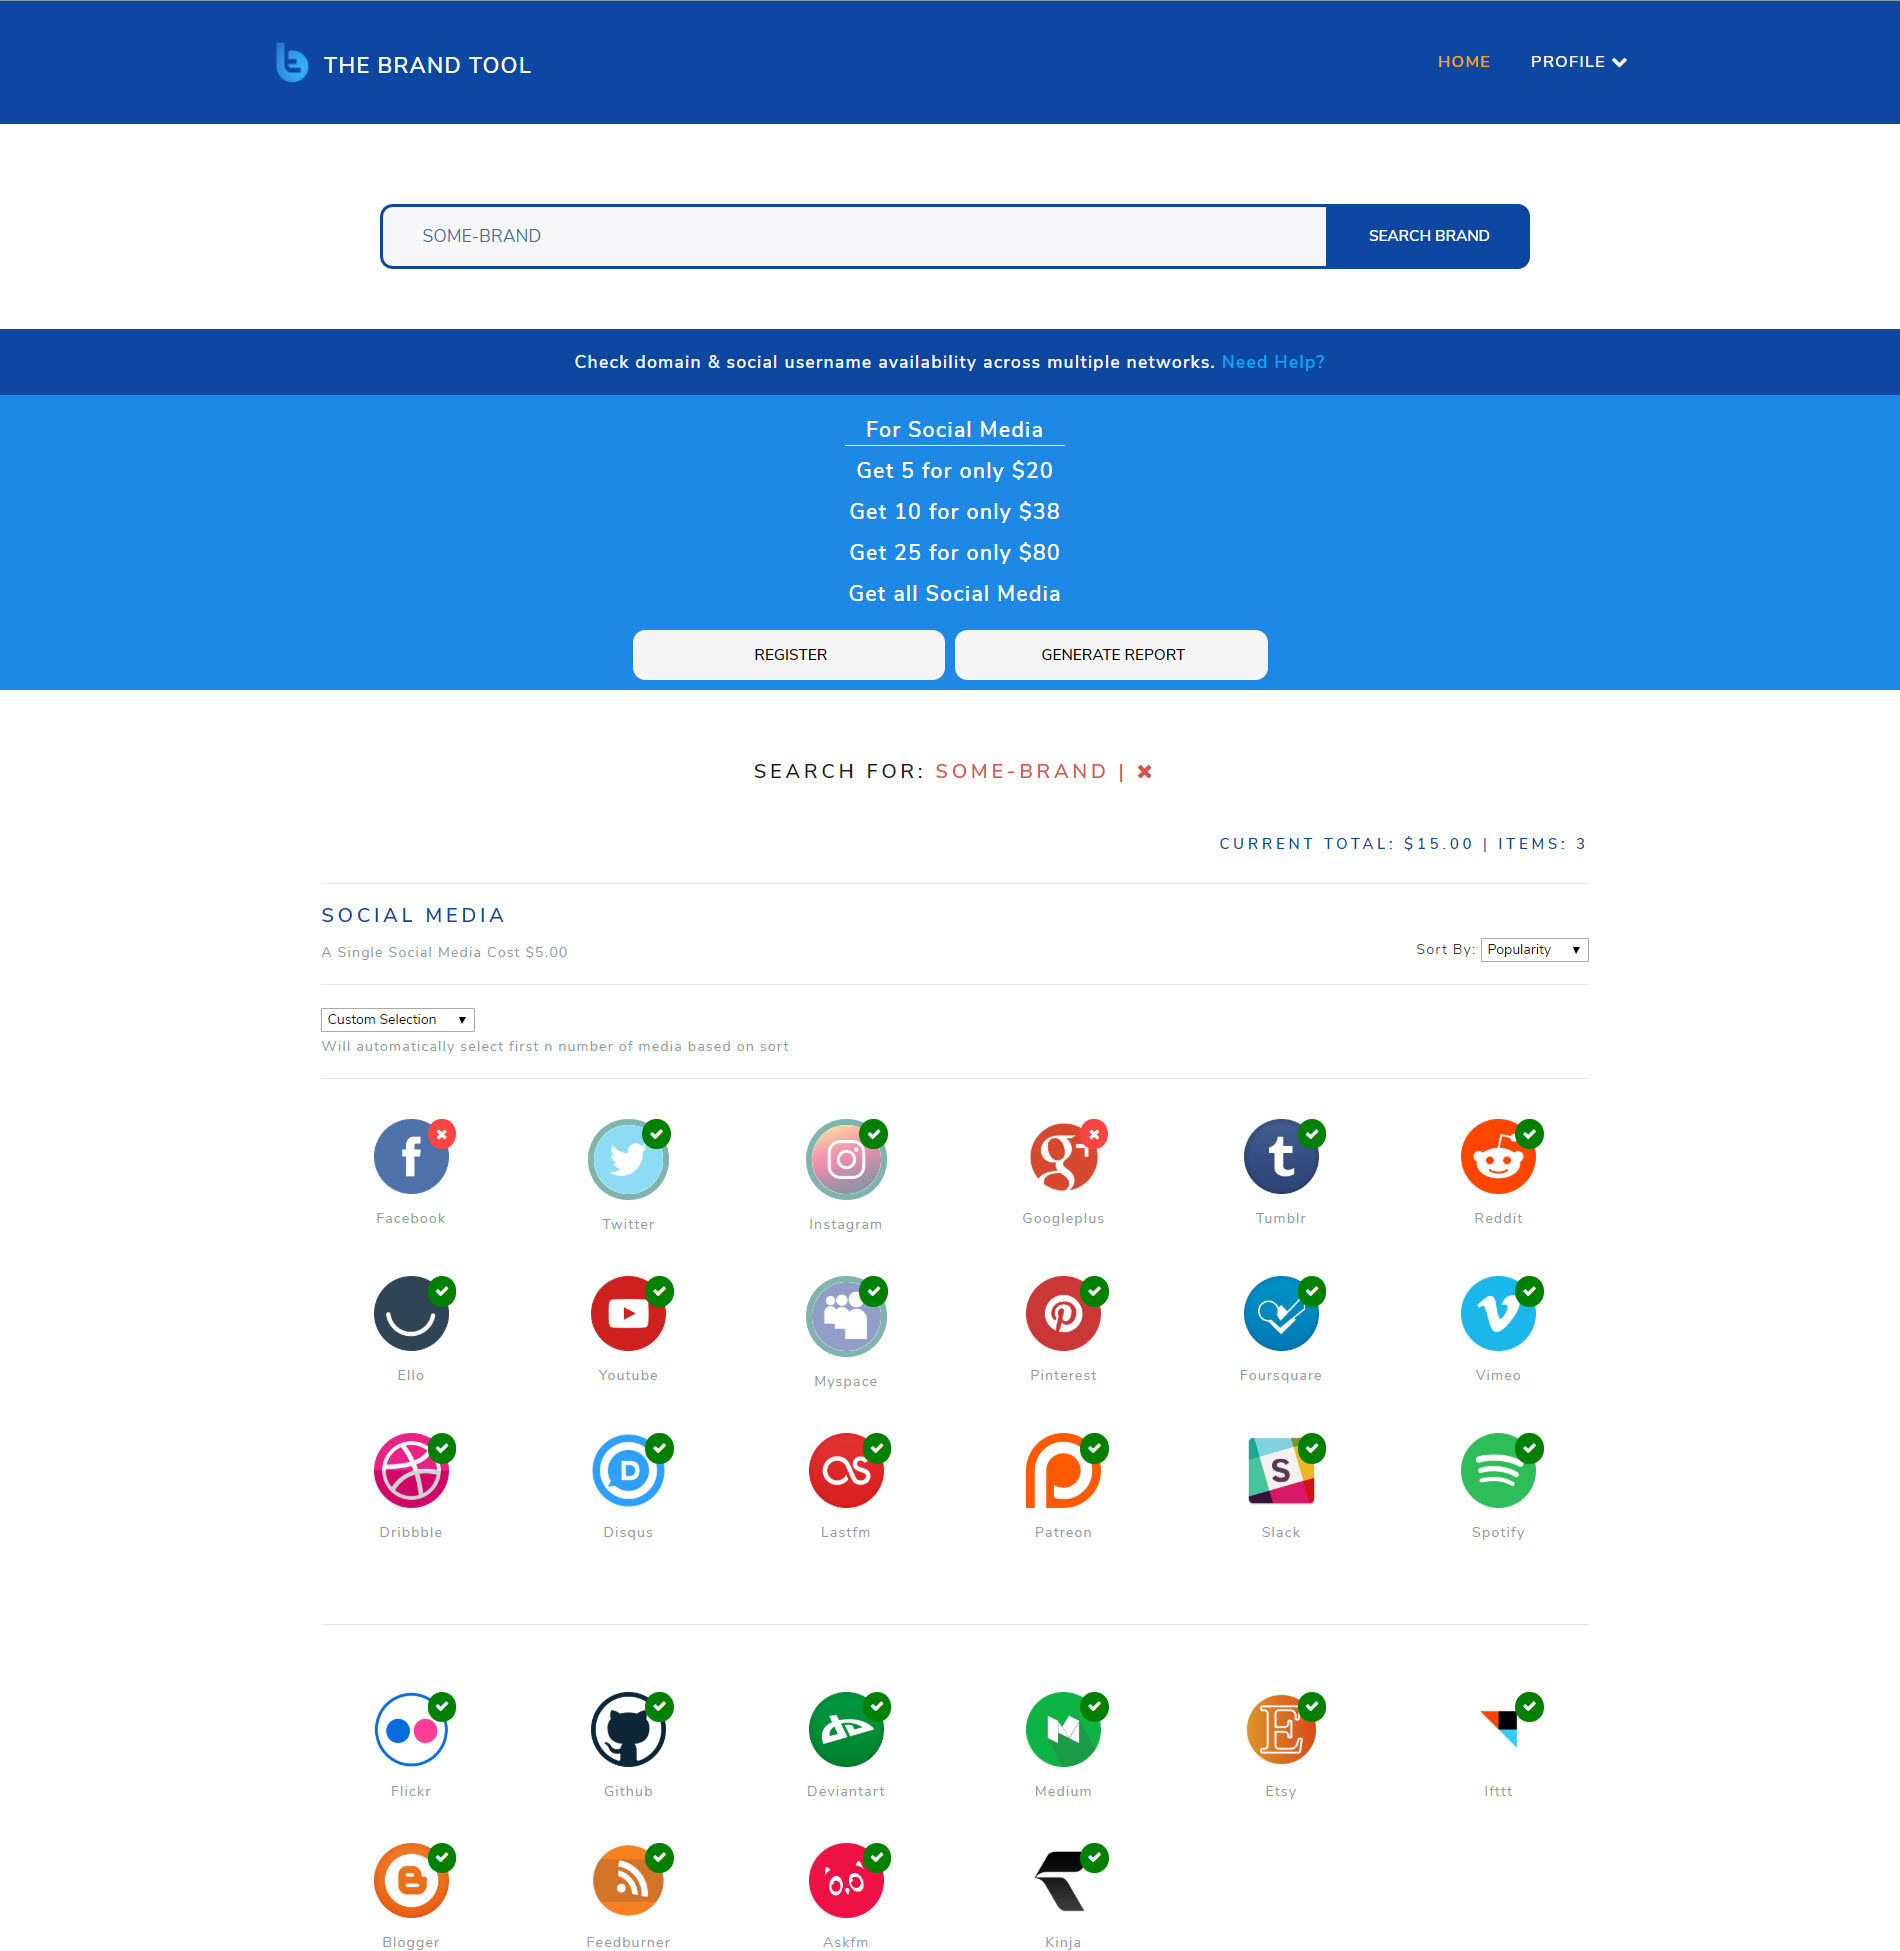 THE BRAND TOOL
HOME PROFILE
SOME-BRAND SEARCH BRAND
Check domain & social username availability across multiple networks. Need Help?
For Social Media
Get 5 for only $20
Get 10 for only $38
Get 25 for only $80
Get all Social Media
REGISTER GENERATE REPORT
SEARCH FOR: SOME-BRAND |
CURRENT TOTAL: $15.00 | ITEMS: 3
SOCIAL MEDIA
A Single Social Media Cost $5.00
Sort By: Popularity
Custom Selection
Will automatically select first n number of media based on sort
Facebook Twitter Instagram Googleplus Tumblr Reddit
Ello Youtube Myspace Pinterest Foursquare Vimeo
Dribbble Disqus Lastfm Patreon Slack Spotify
Flickr Github Deviantart Medium Etsy Ifttt
Blogger Feedburner Askfm Kinja